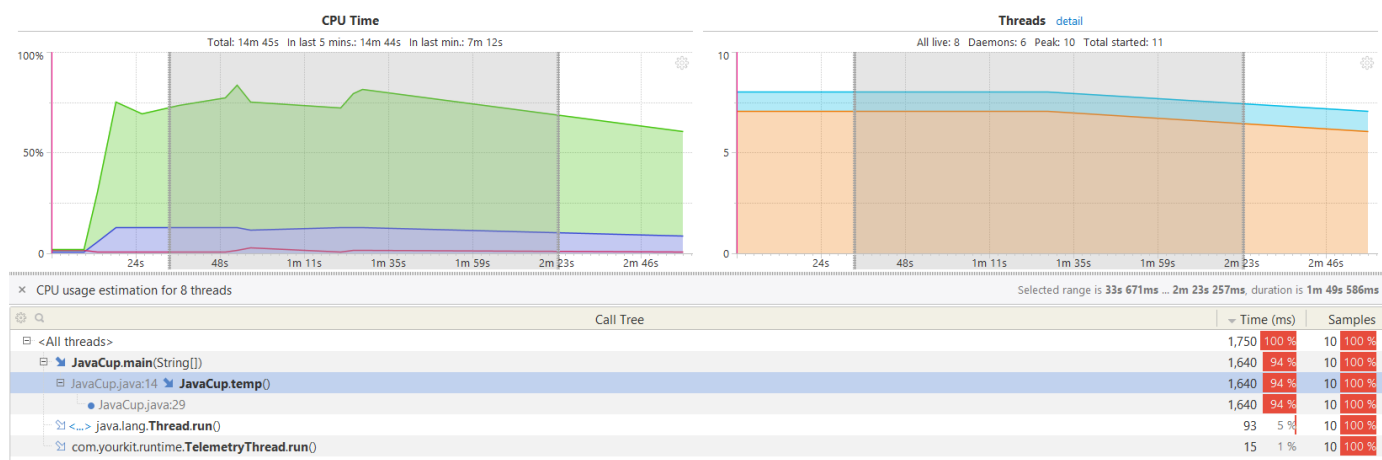 CPU Time
Total: 14m 45s In last 5 mins.: 14m 44s In last min.: 7m 12s
100%
50%
0
24s 48s 1m 11s 1m 35s 1m 59s 2m 23s 2m 46s
Threads detail
All live: 8 Daemons: 6 Peak: 10 Total started: 11
10
5
0
24s 48s 1m 11s 1m 35s 1m 59s 2m 23s 2m 46s
× CPU usage estimation for 8 threads
Selected range is 33s 671ms ... 2m 23s 257ms, duration is 1m 49s 586ms
Call Tree Time (ms) Samples
<All threads> 1,750 100 % 10 100 %
JavaCup.main(String[]) 1,640 94 % 10 100 %
JavaCup.java:14 JavaCup.temp() 1,640 94 % 10 100 %
JavaCup.java:29 1,640 94 % 10 100 %
<...> java.lang.Thread.run() 93 5 % 10 100 %
com.yourkit.runtime.TelemetryThread.run() 15 1 % 10 100 %